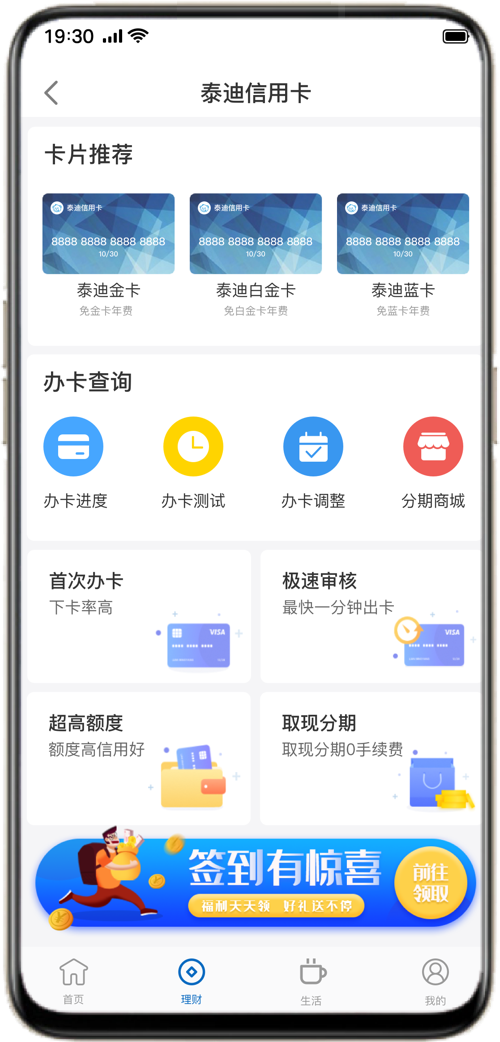 19:30
泰迪信用卡
卡片推荐
泰迪信用卡 泰迪信用卡 泰迪信用卡
8888 8888 8888 8888 8888 8888 8888 8888 8888 8888 8888 8888
10/30 10/30 10/30
泰迪金卡 泰迪白金卡 泰迪蓝卡
免金卡年费 免白金卡年费 免蓝卡年费
办卡查询
办卡进度 办卡测试 办卡调整 分期商城
首次办卡
下卡率高
VISA
极速审核
最快一分钟出卡
VISA
超高额度
额度高信用好
取现分期
取现分期0手续费
签到有惊喜
福利天天领 好礼送不停
前往
领取
首页 理财 生活 我的